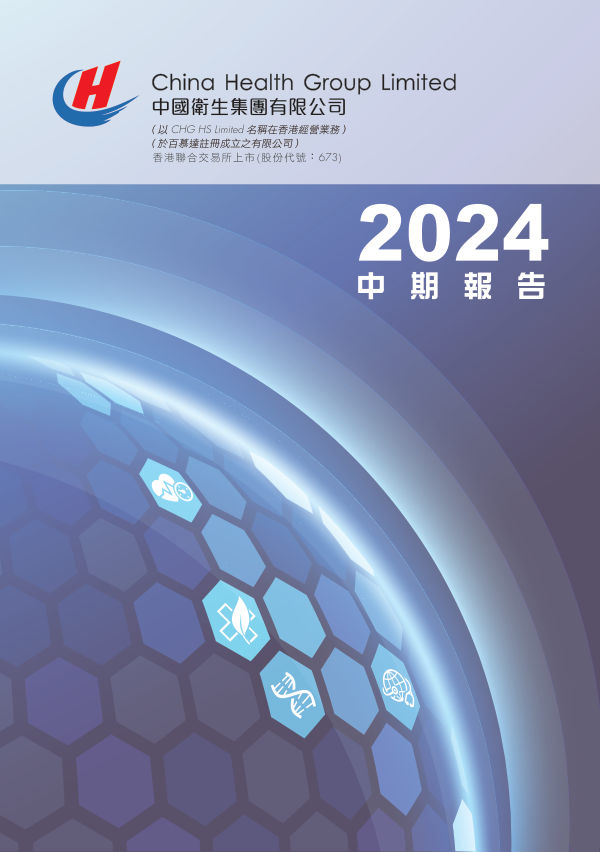 H
China Health Group Limited
中國衛生集團有限公司
(以 CHG HS Limited 名稱在香港經營業務)
(於百慕達註冊成立之有限公司)
香港聯合交易所上市(股份代號：673)
2024
中期報告